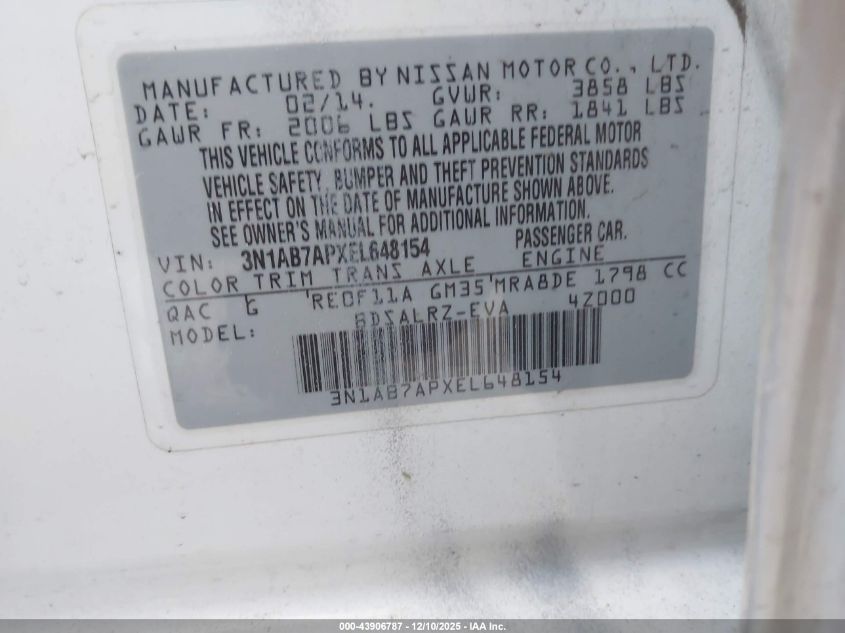 MANUFACTURED BY NISSAN MOTOR CO., LTD.
DATE: 02/14. GVWR: 3858 LBS
GAWR FR: 2006 LBS GAWR RR: 1841 LBS
THIS VEHICLE CONFORMS TO ALL APPLICABLE FEDERAL MOTOR
VEHICLE SAFETY, BUMPER AND THEFT PREVENTION STANDARDS
IN EFFECT ON THE DATE OF MANUFACTURE SHOWN ABOVE.
SEE OWNER'S MANUAL FOR ADDITIONAL INFORMATION.
VIN: 3N1AB7APXEL648154 PASSENGER CAR.
COLOR TRIM TRANS AXLE ENGINE
QAC G 'RE0F11A GM35'MRA8DE 1798 CC
MODEL: BDSALRZ-EVA 4Z000
3N1AB7APXEL648154
000-43906787 - 12/10/2025 - IAA Inc.